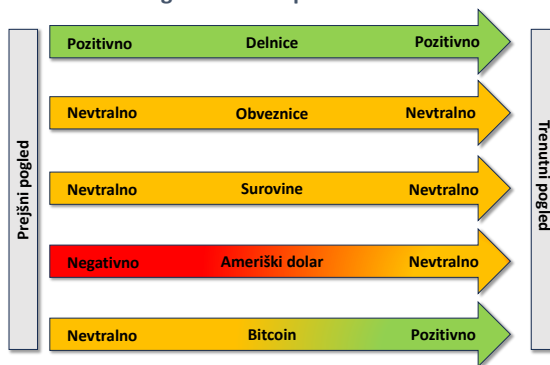 Prejšni pogled
Pozitivno Delnice Pozitivno
Nevtralno Obveznice Nevtralno
Nevtralno Surovine Nevtralno
Negativno Ameriški dolar Nevtralno
Nevtralno Bitcoin Pozitivno
Trenutni pogled